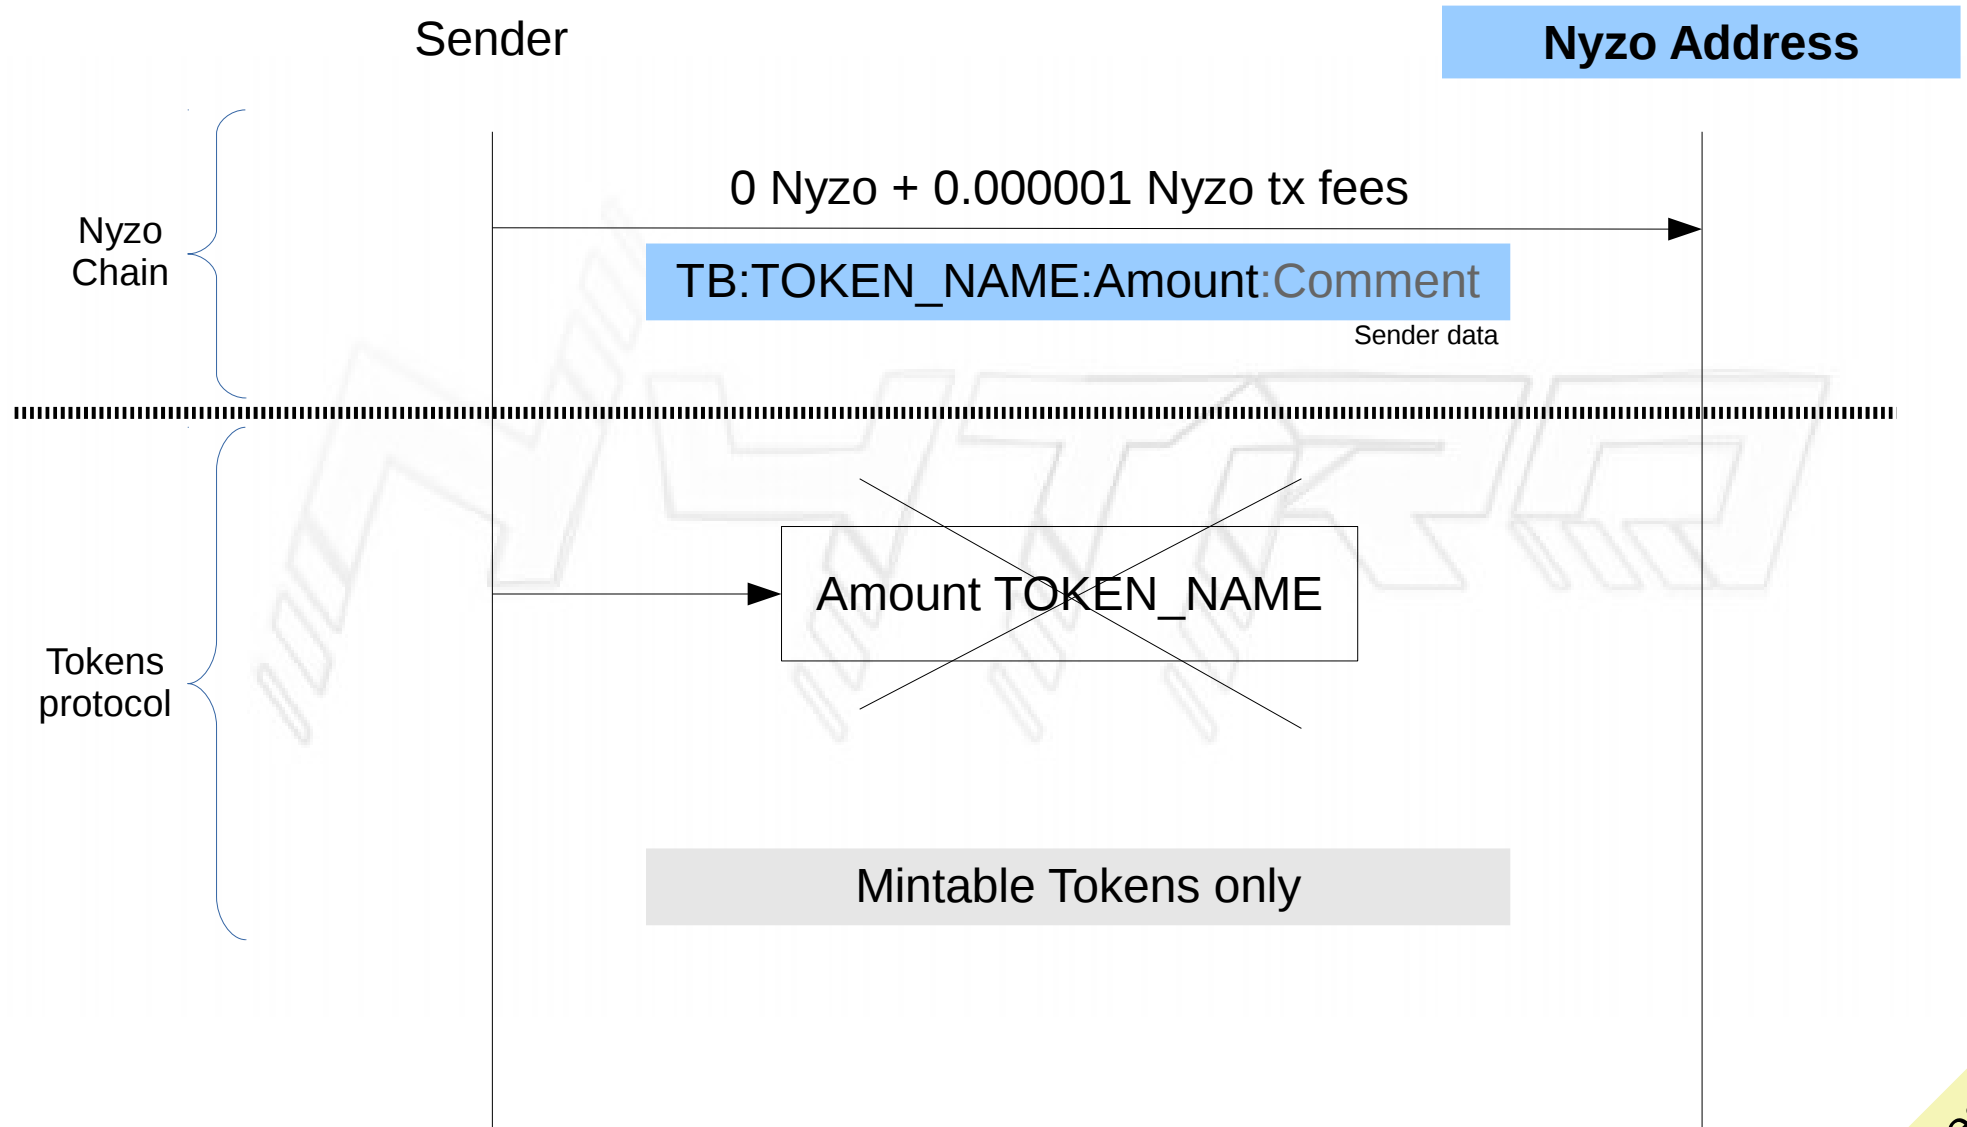 Sender
Nyzo Address
0 Nyzo + 0.000001 Nyzo tx fees
Nyzo
Chain
TB:TOKEN_NAME:Amount:Comment
Sender data
NYTRO
Amount TOKEN_NAME
Tokens
protocol
Mintable Tokens only